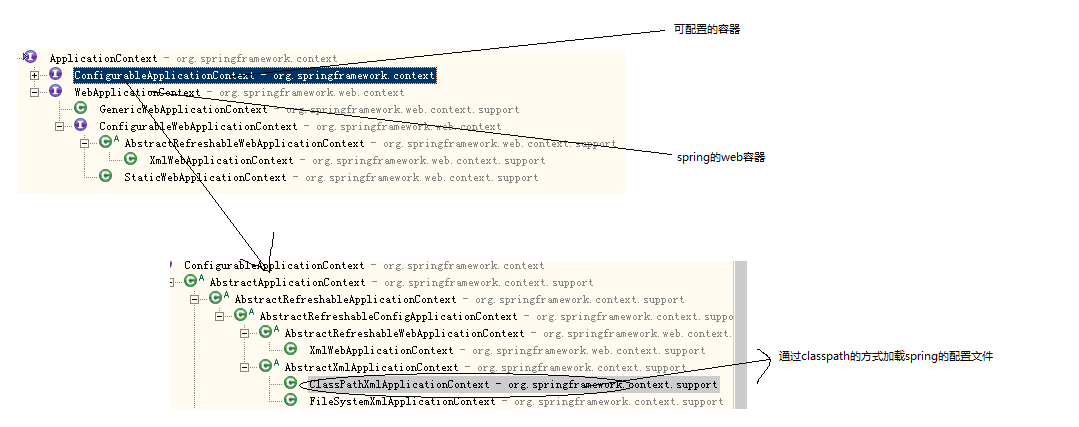 可配置的容器
ApplicationContext - org.springframework.context
ConfigurableApplicationContext - org.springframework.context
WebApplicationContext - org.springframework.web.context
GenericWebApplicationContext - org.springframework.web.context.support
ConfigurableWebApplicationContext - org.springframework.web.context
AbstractRefreshableWebApplicationContext - org.springframework.web.context.support
XmlWebApplicationContext - org.springframework.web.context.support
spring的web容器
StaticWebApplicationContext - org.springframework.web.context.support
ConfigurableApplicationContext - org.springframework.context
AbstractApplicationContext - org.springframework.context.support
AbstractRefreshableApplicationContext - org.springframework.context.support
AbstractRefreshableConfigApplicationContext - org.springframework.context.suppo
AbstractRefreshableWebApplicationContext - org.springframework.web.context
XmlWebApplicationContext - org.springframework.web.context.support
通过classpath的方式加载spring的配置文件
AbstractXmlApplicationContext - org.springframework.context.support
ClassPathXmlApplicationContext - org.springframework.context.support
FileSystemXmlApplicationContext - org.springframework.context.support